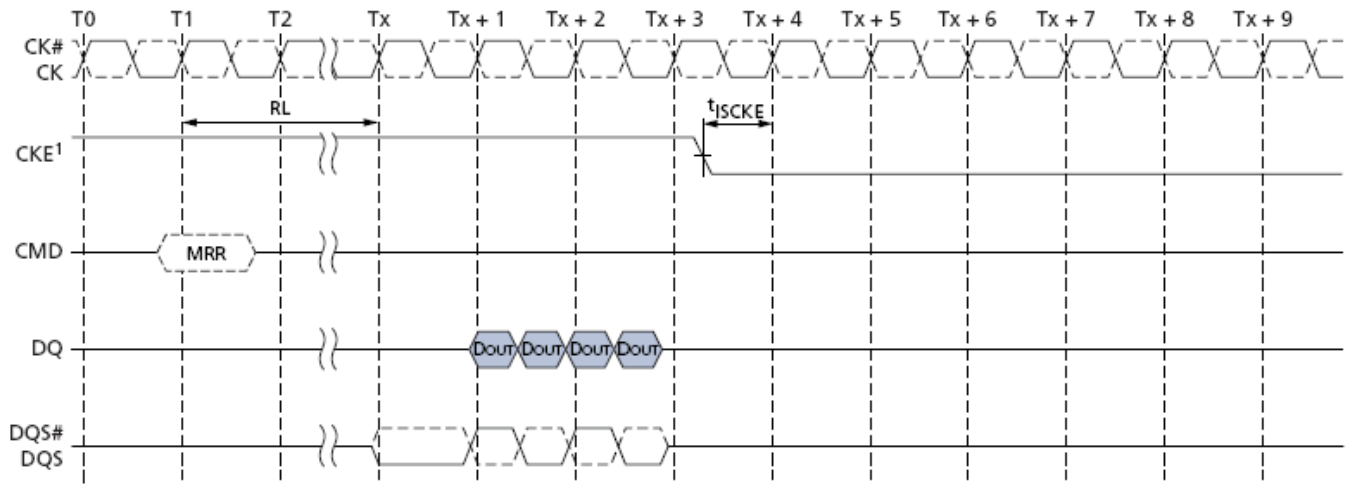 T0 T1 T2 Tx Tx + 1 Tx + 2 Tx + 3 Tx + 4 Tx + 5 Tx + 6 Tx + 7 Tx + 8 Tx + 9
CK#
CK
RL tISCKE
CKE1
CMD MRR
DQ DOUT DOUT DOUT DOUT
DQS#
DQS